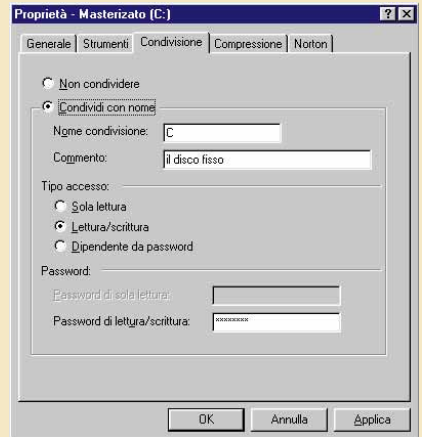 Proprietà - Masterizato (C:)
Generale Strumenti Condivisione Compressione Norton
Non condividere
Condividi con nome
Nome condivisione: C
Commento: il disco fisso
Tipo accesso:
Sola lettura
Lettura/scrittura
Dipendente da password
Password:
Password di sola lettura:
Password di lettura/scrittura: ********
OK Annulla Applica